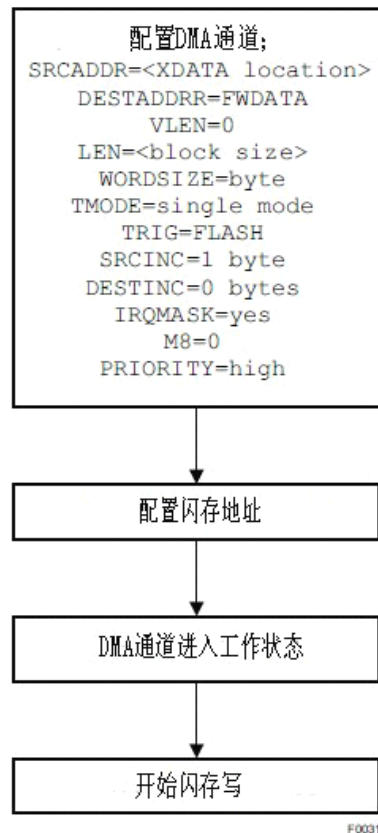 配置DMA通道;
SRCADDR=<XDATA location>
DESTADDRR=FWDATA
VLEN=0
LEN=<block size>
WORDSIZE=byte
TMODE=single mode
TRIG=FLASH
SRCINC=1 byte
DESTINC=0 bytes
IRQMASK=yes
M8=0
PRIORITY=high
配置闪存地址
DMA通道进入工作状态
开始闪存写
F0031